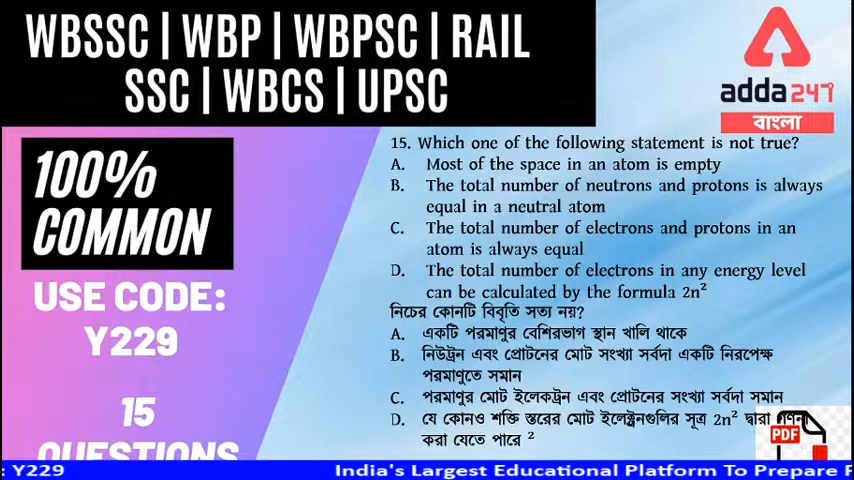 WBSSC | WBP | WBPSC | RAIL
SSC | WBCS | UPSC
adda247
বাংলা
100%
COMMON
USE CODE:
Y229
15
QUESTIONS
15. Which one of the following statement is not true?
A. Most of the space in an atom is empty
B. The total number of neutrons and protons is always
equal in a neutral atom
C. The total number of electrons and protons in an
atom is always equal
D. The total number of electrons in any energy level
can be calculated by the formula 2n²
নিচের কোনটি বিবৃতি সত্য নয়?
A. একটি পরমাণুর বেশিরভাগ স্থান খালি থাকে
B. নিউট্রন এবং প্রোটনের মোট সংখ্যা সর্বদা একটি নিরপেক্ষ
পরমাণুতে সমান
C. পরমাণুর মোট ইলেকট্রন এবং প্রোটনের সংখ্যা সর্বদা সমান
D. যে কোনও শক্তি স্তরের মোট ইলেক্ট্রনগুলির সূত্র 2n² দ্বারা গণনা
করা যেতে পারে ²
PDF
: Y229 India's Largest Educational Platform To Prepare F